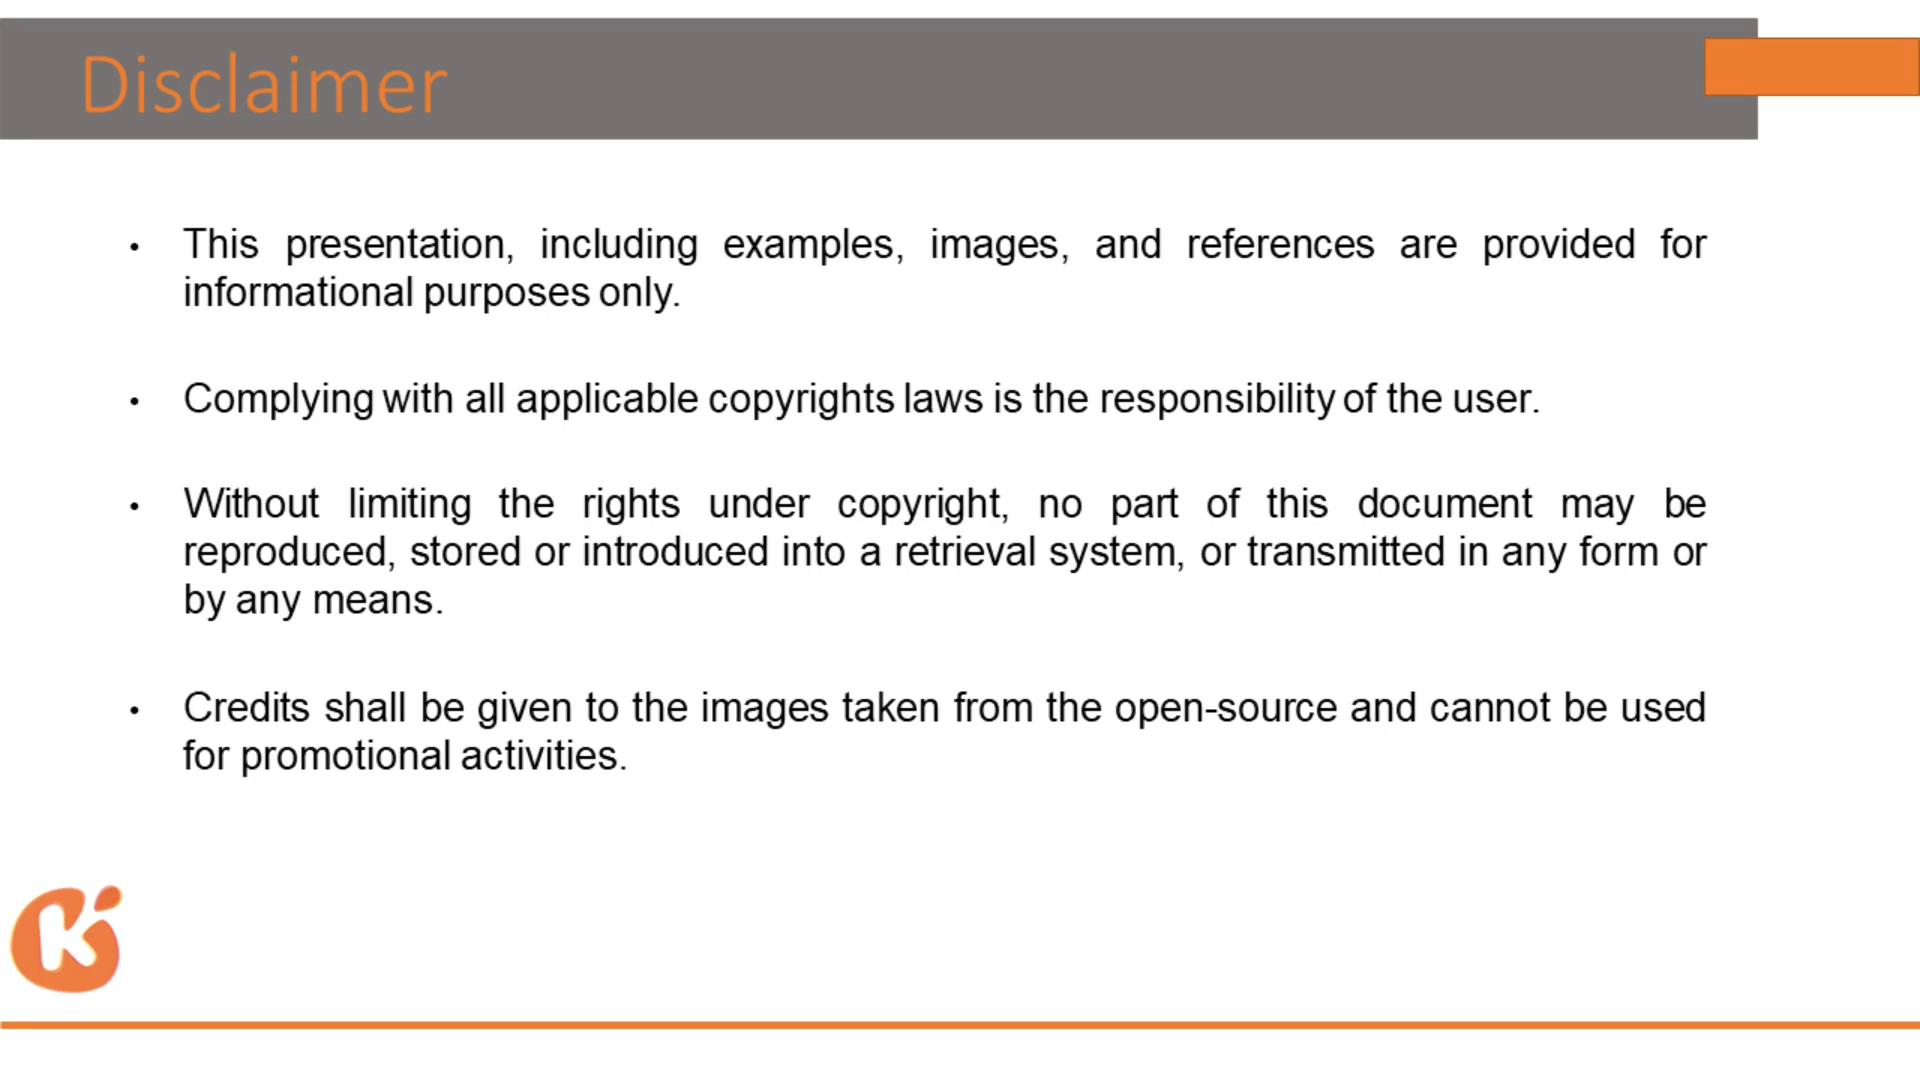 Disclaimer
• This presentation, including examples, images, and references are provided for
informational purposes only.
• Complying with all applicable copyrights laws is the responsibility of the user.
• Without limiting the rights under copyright, no part of this document may be
reproduced, stored or introduced into a retrieval system, or transmitted in any form or
by any means.
• Credits shall be given to the images taken from the open-source and cannot be used
for promotional activities.
K